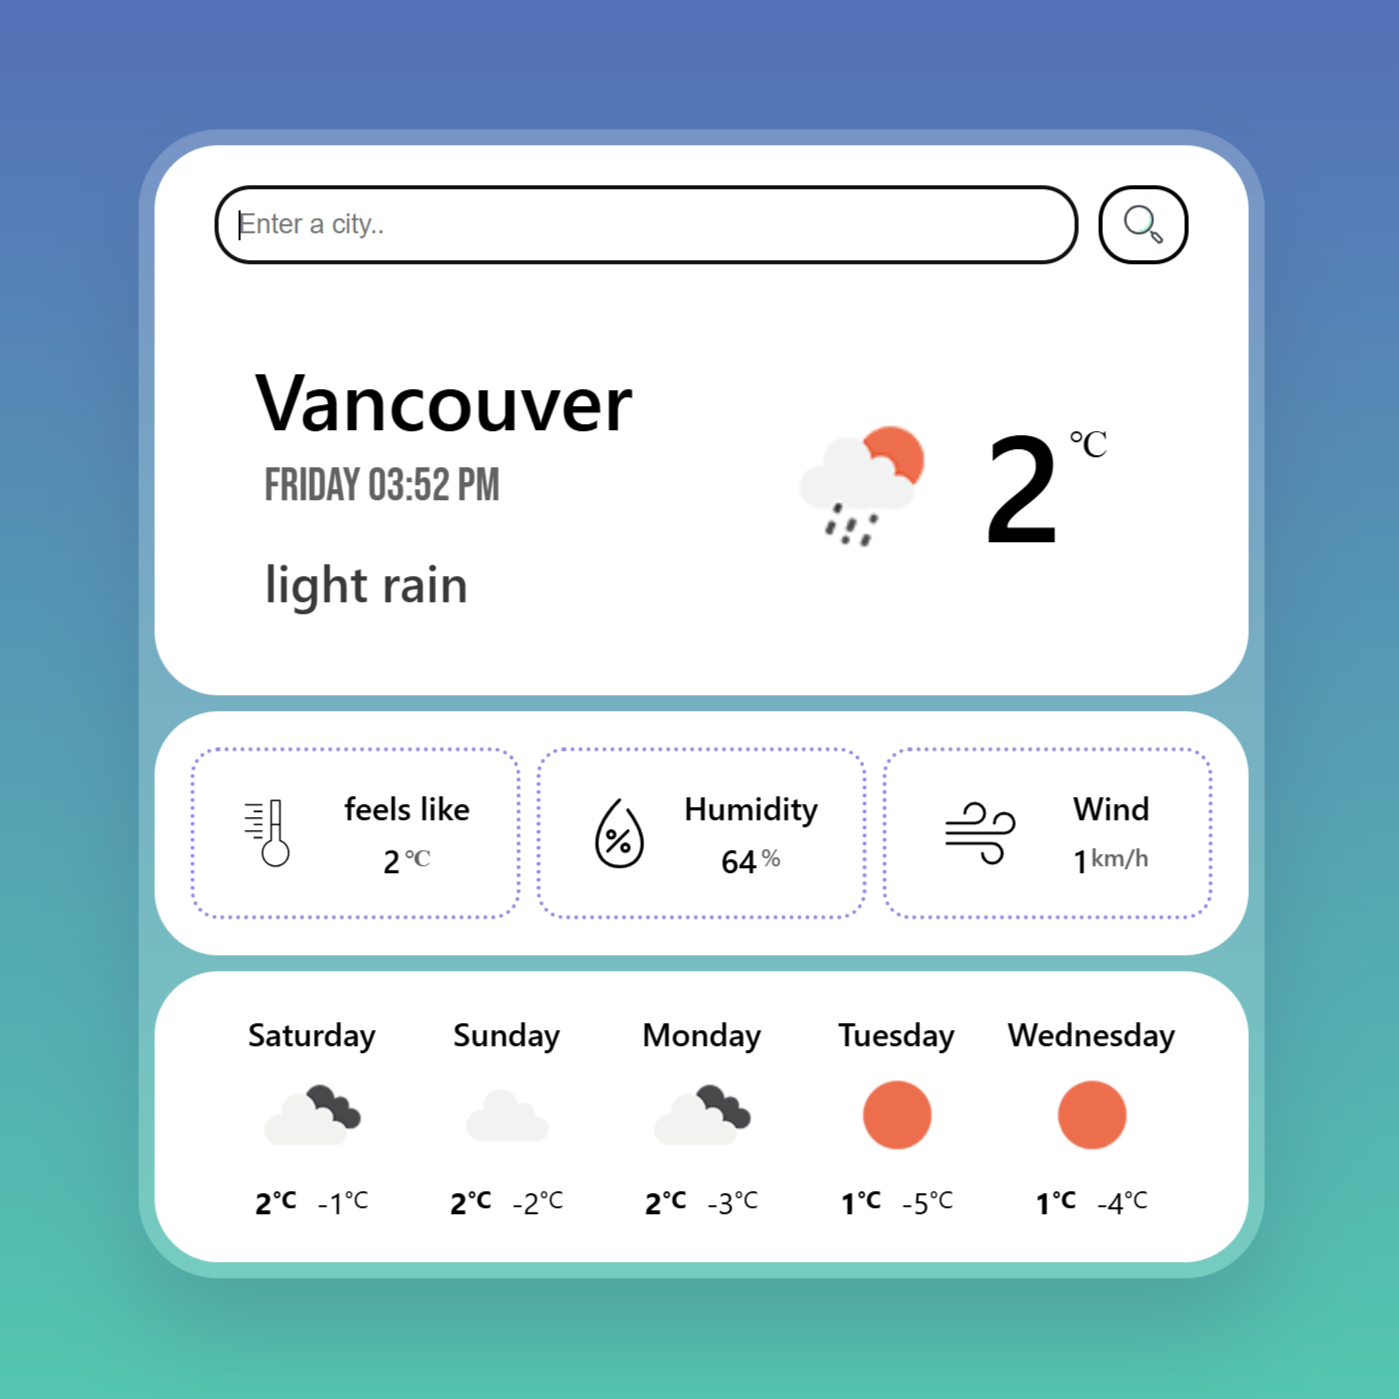 Enter a city..
Vancouver
FRIDAY 03:52 PM
light rain
2 °C
feels like
2 °C
Humidity
64 %
Wind
1 km/h
Saturday Sunday Monday Tuesday Wednesday
2°C -1°C 2°C -2°C 2°C -3°C 1°C -5°C 1°C -4°C